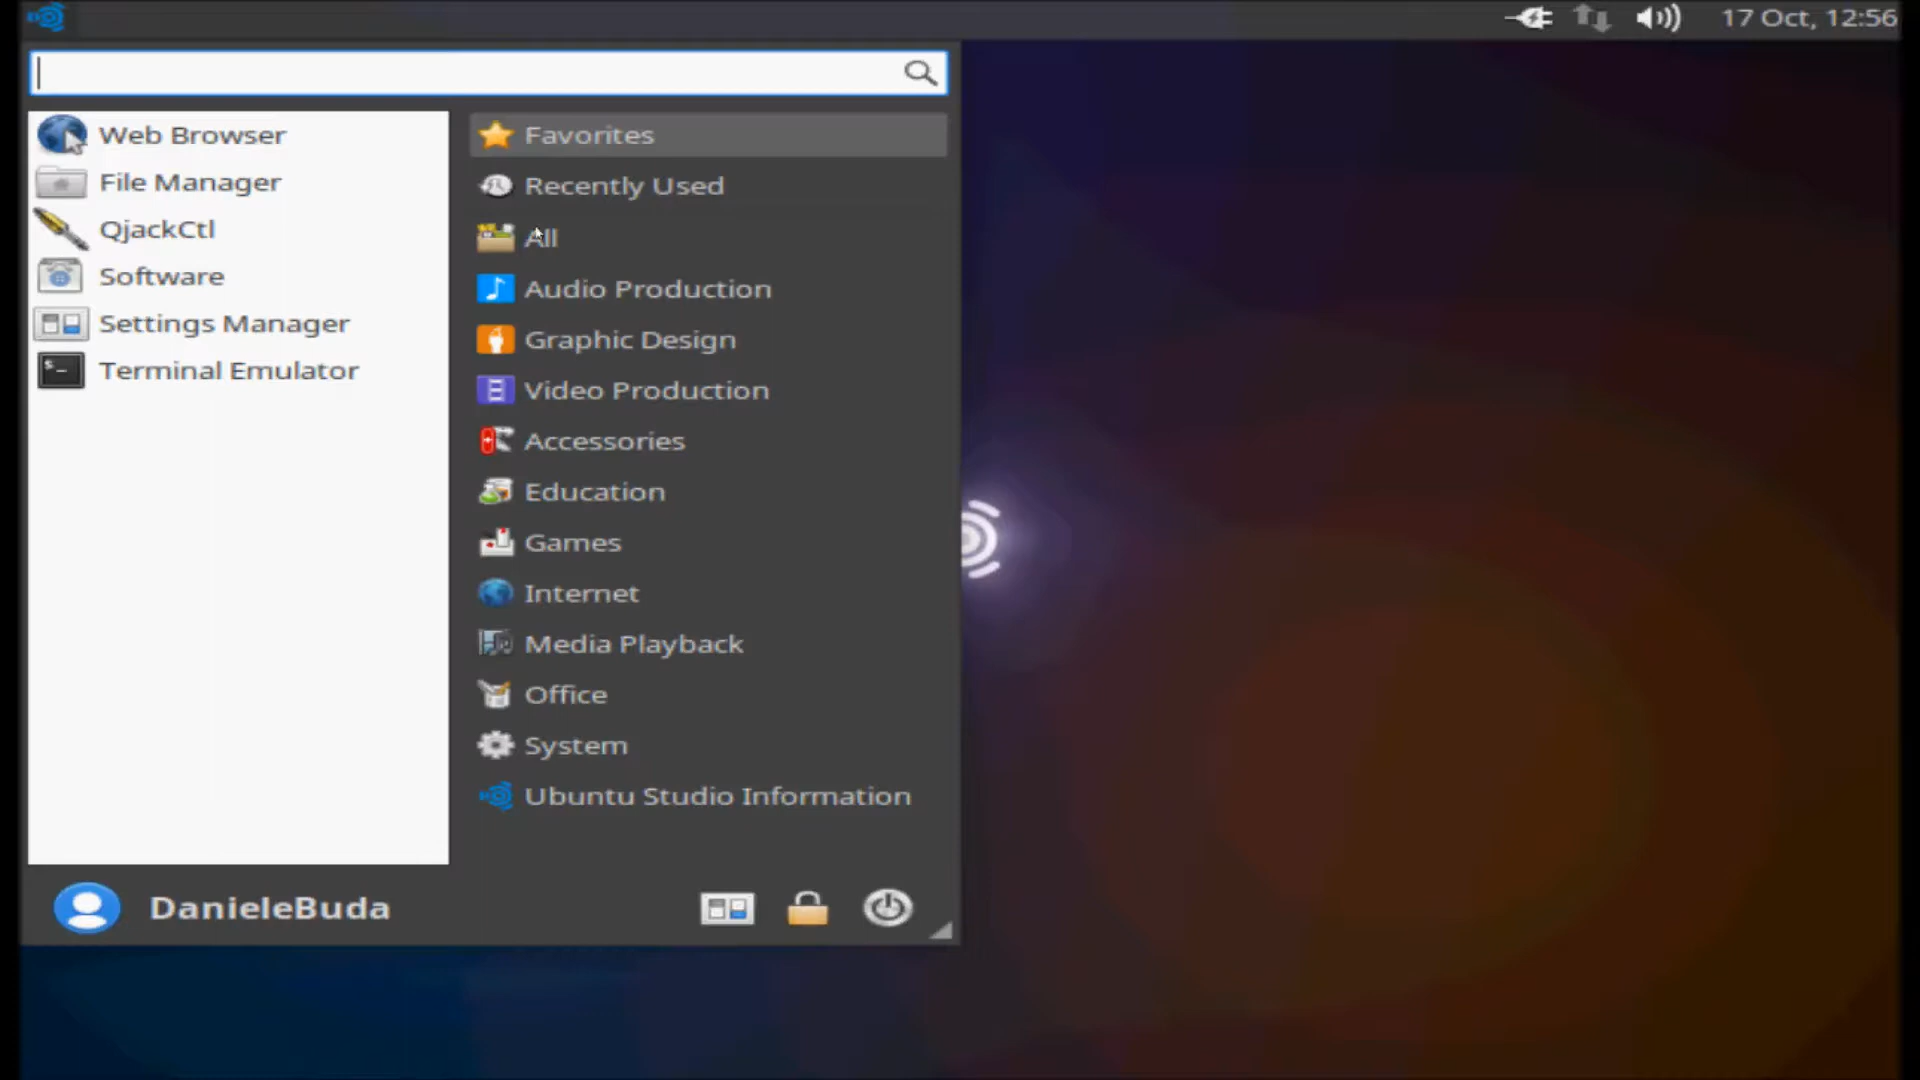 17 Oct, 12:56
Web Browser
File Manager
QjackCtl
Software
Settings Manager
Terminal Emulator
Favorites
Recently Used
All
Audio Production
Graphic Design
Video Production
Accessories
Education
Games
Internet
Media Playback
Office
System
Ubuntu Studio Information
DanieleBuda